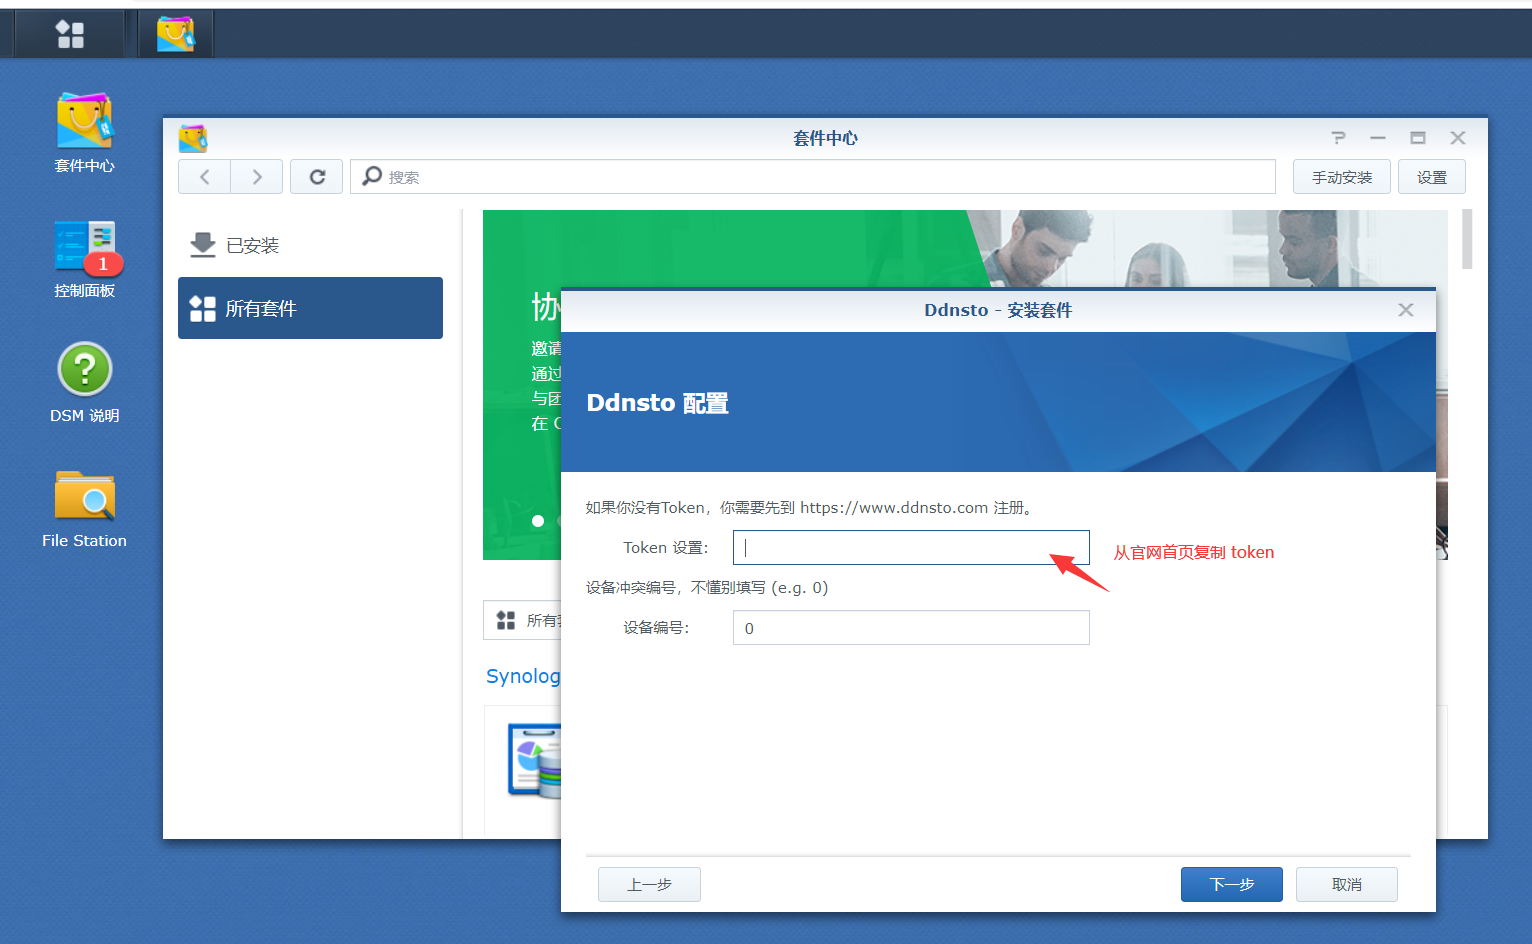 套件中心
控制面板
1
DSM 说明
File Station
套件中心
搜索
手动安装
设置
已安装
所有套件
协
邀请
通过
与团
在 C
所有
Synolog
Ddnsto - 安装套件
Ddnsto 配置
如果你没有Token，你需要先到 https://www.ddnsto.com 注册。
Token 设置:
从官网首页复制 token
设备冲突编号，不懂别填写 (e.g. 0)
设备编号:
0
上一步
下一步
取消